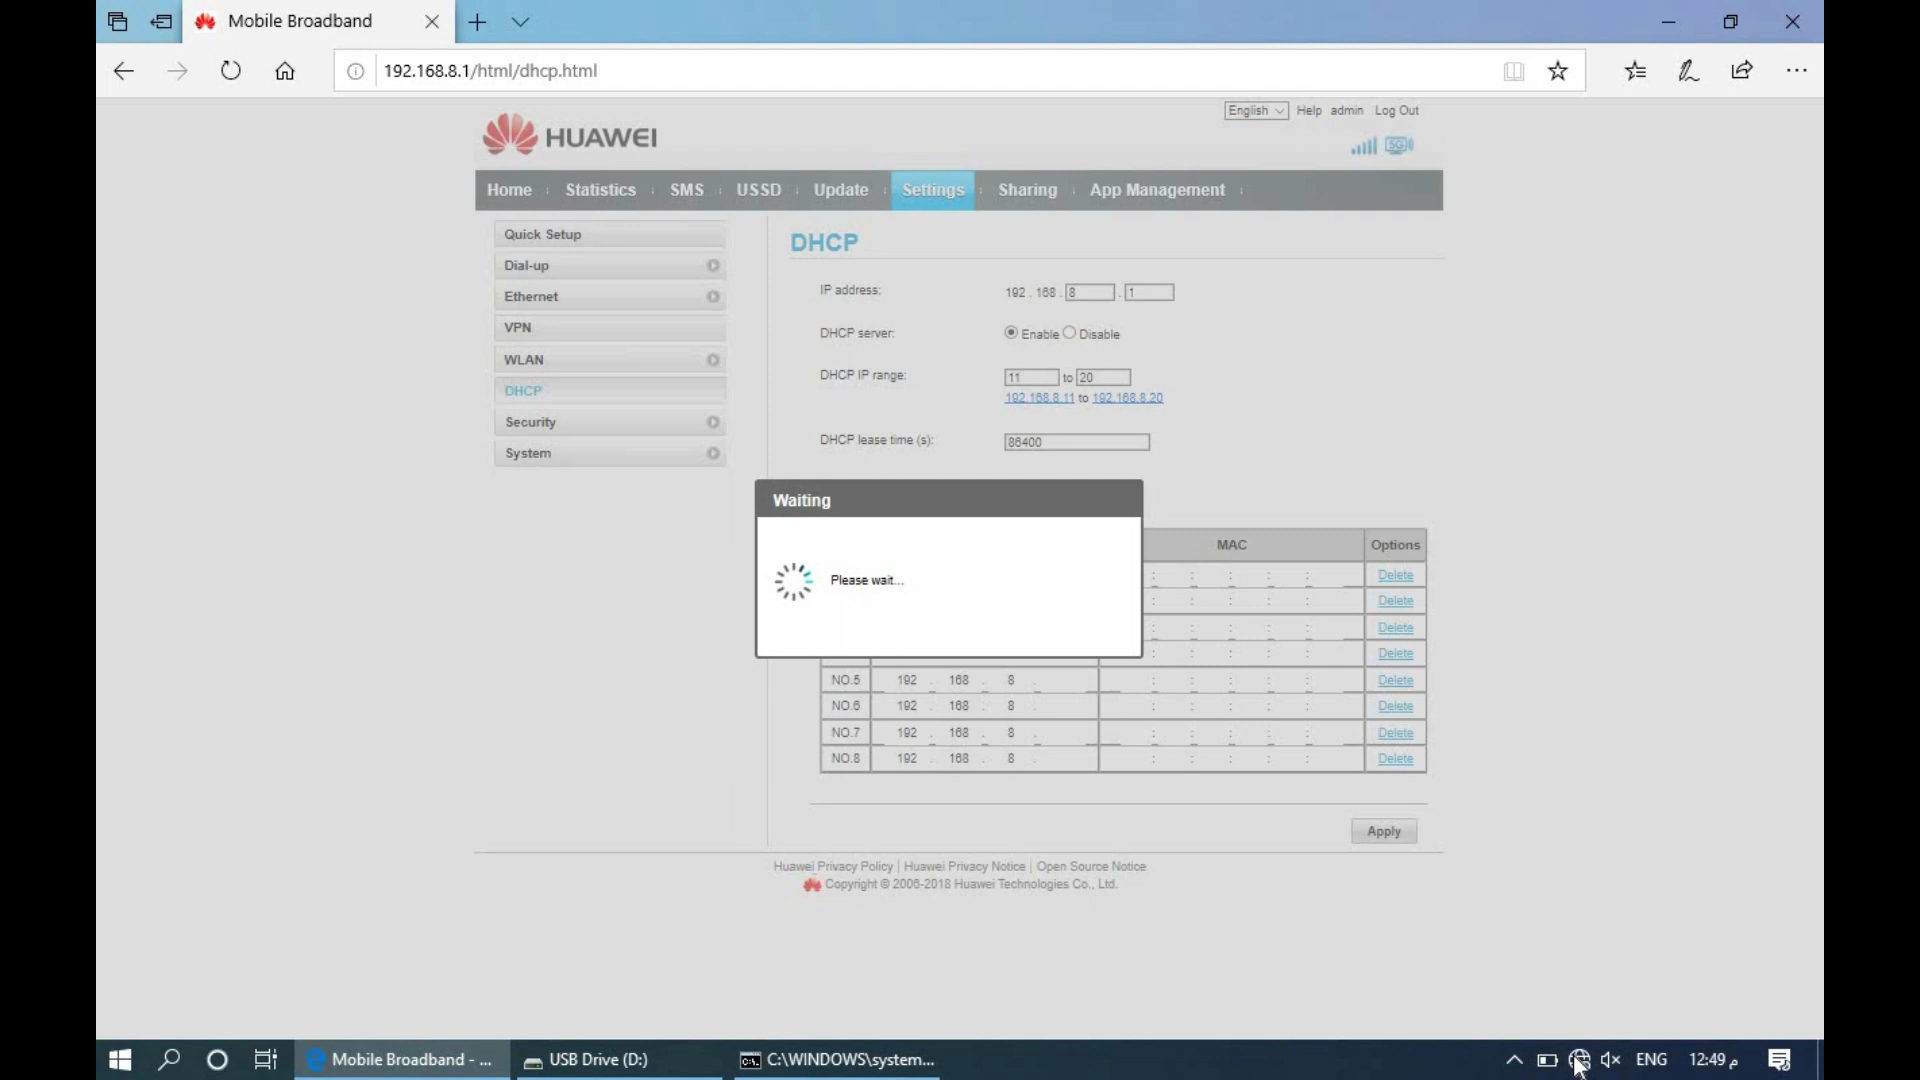 Mobile Broadband
192.168.8.1/html/dhcp.html
English Help admin Log Out
HUAWEI
5G
Home Statistics SMS USSD Update Settings Sharing App Management
Quick Setup
Dial-up
Ethernet
VPN
WLAN
DHCP
Security
System
DHCP
IP address: 192 . 168 . 8 . 1
DHCP server: Enable Disable
DHCP IP range: 11 to 20
192.168.8.11 to 192.168.8.20
DHCP lease time (s): 86400
Waiting
Please wait...
MAC Options
: : : : : Delete
: : : : : Delete
: : : : : Delete
: : : : : Delete
NO.5 192 . 168 . 8 . : : : : : Delete
NO.6 192 . 168 . 8 . : : : : : Delete
NO.7 192 . 168 . 8 . : : : : : Delete
NO.8 192 . 168 . 8 . : : : : : Delete
Apply
Huawei Privacy Policy | Huawei Privacy Notice | Open Source Notice
Copyright © 2006-2018 Huawei Technologies Co., Ltd.
Mobile Broadband - ... USB Drive (D:) C:\WINDOWS\system... ENG 12:49 م